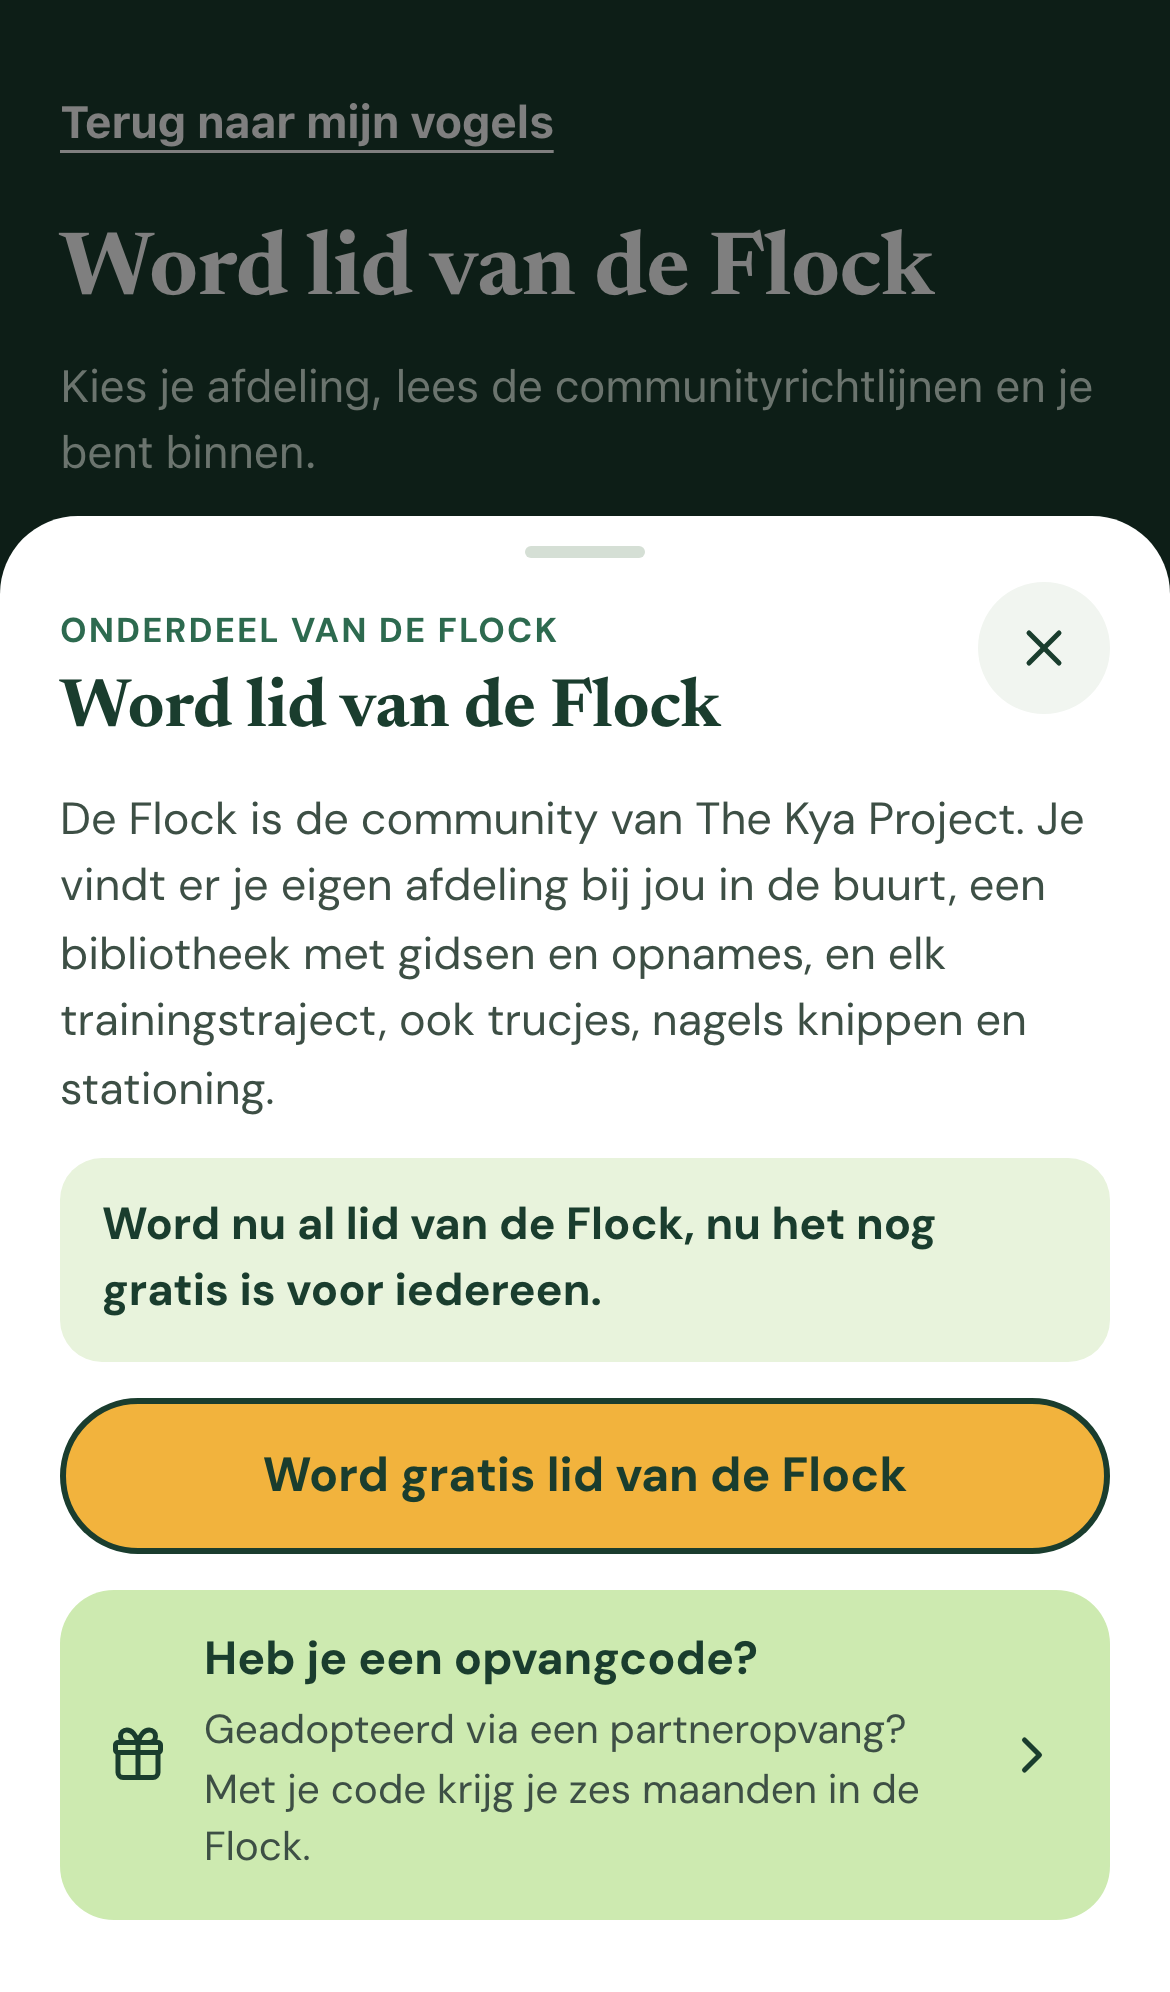 Terug naar mijn vogels
Word lid van de Flock
Kies je afdeling, lees de communityrichtlijnen en je
bent binnen.
ONDERDEEL VAN DE FLOCK
Word lid van de Flock
De Flock is de community van The Kya Project. Je
vindt er je eigen afdeling bij jou in de buurt, een
bibliotheek met gidsen en opnames, en elk
trainingstraject, ook trucjes, nagels knippen en
stationing.
Word nu al lid van de Flock, nu het nog
gratis is voor iedereen.
Word gratis lid van de Flock
Heb je een opvangcode?
Geadopteerd via een partneropvang?
Met je code krijg je zes maanden in de
Flock.